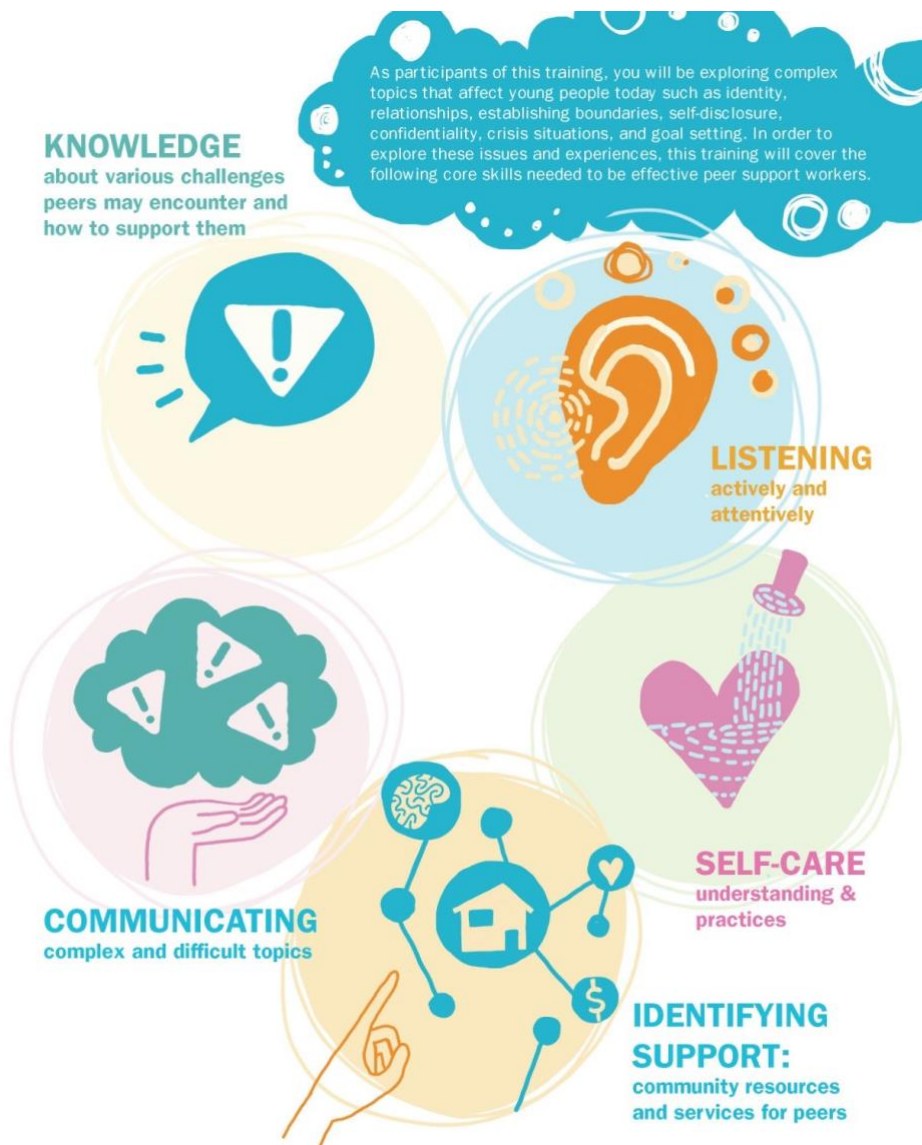 As participants of this training, you will be exploring complex
topics that affect young people today such as identity,
relationships, establishing boundaries, self-disclosure,
confidentiality, crisis situations, and goal setting. In order to
explore these issues and experiences, this training will cover the
following core skills needed to be effective peer support workers.
KNOWLEDGE
about various challenges
peers may encounter and
how to support them
LISTENING
actively and
attentively
SELF-CARE
understanding &
practices
COMMUNICATING
complex and difficult topics
IDENTIFYING
SUPPORT:
community resources
and services for peers